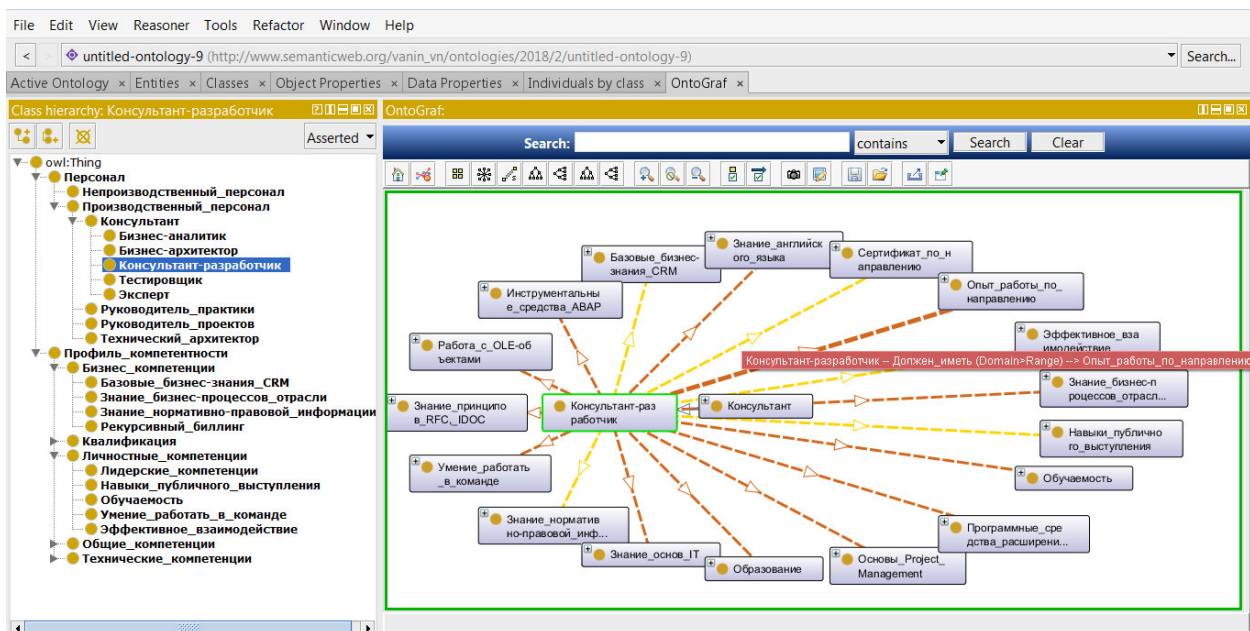 File Edit View Reasoner Tools Refactor Window Help
< > untitled-ontology-9 (http://www.semanticweb.org/vanin_vn/ontologies/2018/2/untitled-ontology-9) Search...
Active Ontology × Entities × Classes × Object Properties × Data Properties × Individuals by class × OntoGraf ×
Class hierarchy: Консультант-разработчик
Asserted
owl:Thing
Персонал
Непроизводственный_персонал
Производственный_персонал
Консультант
Бизнес-аналитик
Бизнес-архитектор
Консультант-разработчик
Тестировщик
Эксперт
Руководитель_практики
Руководитель_проектов
Технический_архитектор
Профиль_компетентности
Бизнес_компетенции
Базовые_бизнес-знания_CRM
Знание_бизнес-процессов_отрасли
Знание_нормативно-правовой_информации
Рекурсивный_биллинг
Квалификация
Личностные_компетенции
Лидерские_компетенции
Навыки_публичного_выступления
Обучаемость
Умение_работать_в_команде
Эффективное_взаимодействие
Общие_компетенции
Технические_компетенции
OntoGraf:
Search: contains Search Clear
Знание_английск
ого_языка
Базовые_бизнес-
знания_CRM
Сертификат_по_н
аправлению
Инструментальны
е_средства_ABAP
Опыт_работы_по_
направлению
Работа_с_OLE-об
ъектами
Эффективное_вза
имодействие
Консультант-разработчик -- Должен_иметь (Domain>Range) --> Опыт_работы_по_направлению
Знание_бизнес-п
роцессов_отрасл...
Знание_принципо
в_RFC,_IDOC
Консультант-раз
работчик
Консультант
Навыки_публично
го_выступления
Умение_работать
_в_команде
Обучаемость
Знание_норматив
но-правовой_инф...
Программные_сре
дства_расширени...
Знание_основ_IT
Образование
Основы_Project_
Management